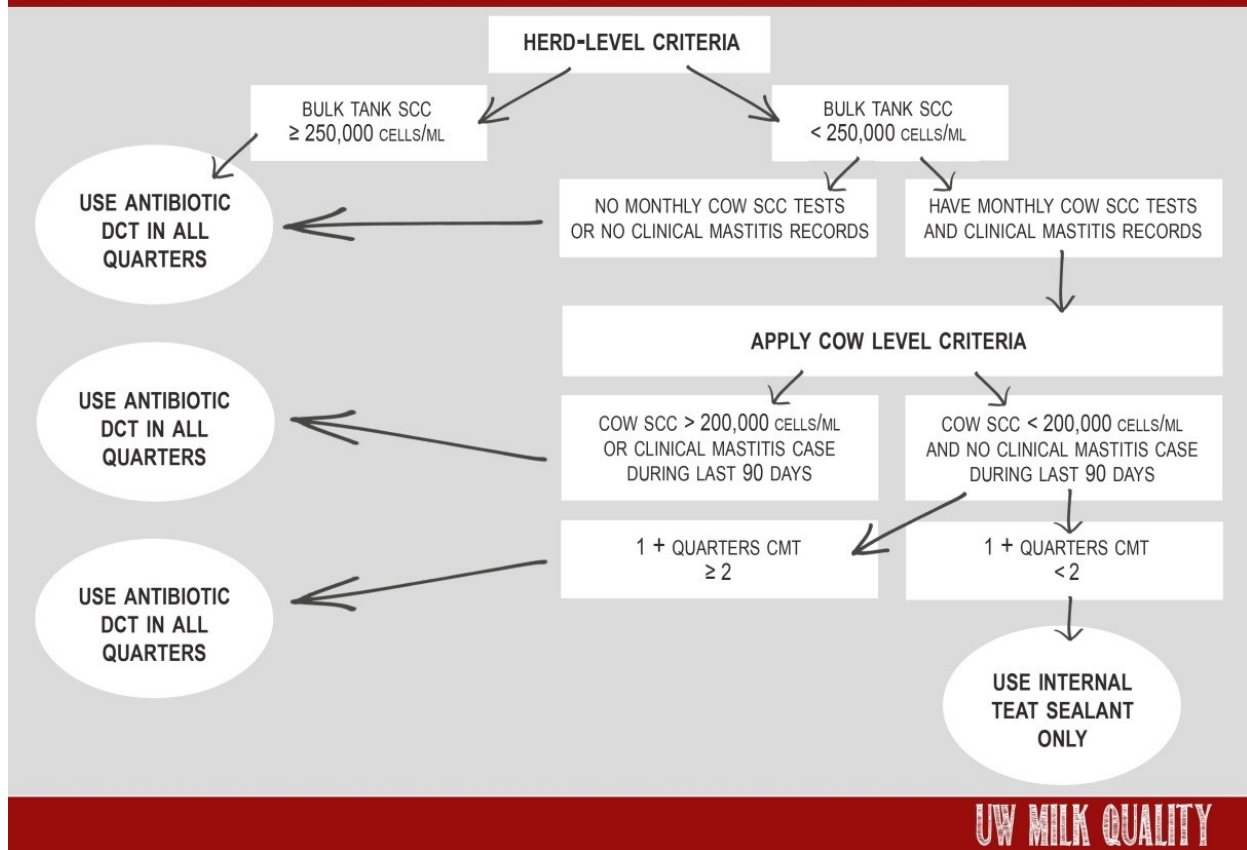 HERD-LEVEL CRITERIA
BULK TANK SCC
≥ 250,000 CELLS/ML
BULK TANK SCC
< 250,000 CELLS/ML
USE ANTIBIOTIC
DCT IN ALL
QUARTERS
NO MONTHLY COW SCC TESTS
OR NO CLINICAL MASTITIS RECORDS
HAVE MONTHLY COW SCC TESTS
AND CLINICAL MASTITIS RECORDS
APPLY COW LEVEL CRITERIA
USE ANTIBIOTIC
DCT IN ALL
QUARTERS
COW SCC > 200,000 CELLS/ML
OR CLINICAL MASTITIS CASE
DURING LAST 90 DAYS
COW SCC < 200,000 CELLS/ML
AND NO CLINICAL MASTITIS CASE
DURING LAST 90 DAYS
1 + QUARTERS CMT
≥ 2
1 + QUARTERS CMT
< 2
USE ANTIBIOTIC
DCT IN ALL
QUARTERS
USE INTERNAL
TEAT SEALANT
ONLY
UW MILK QUALITY